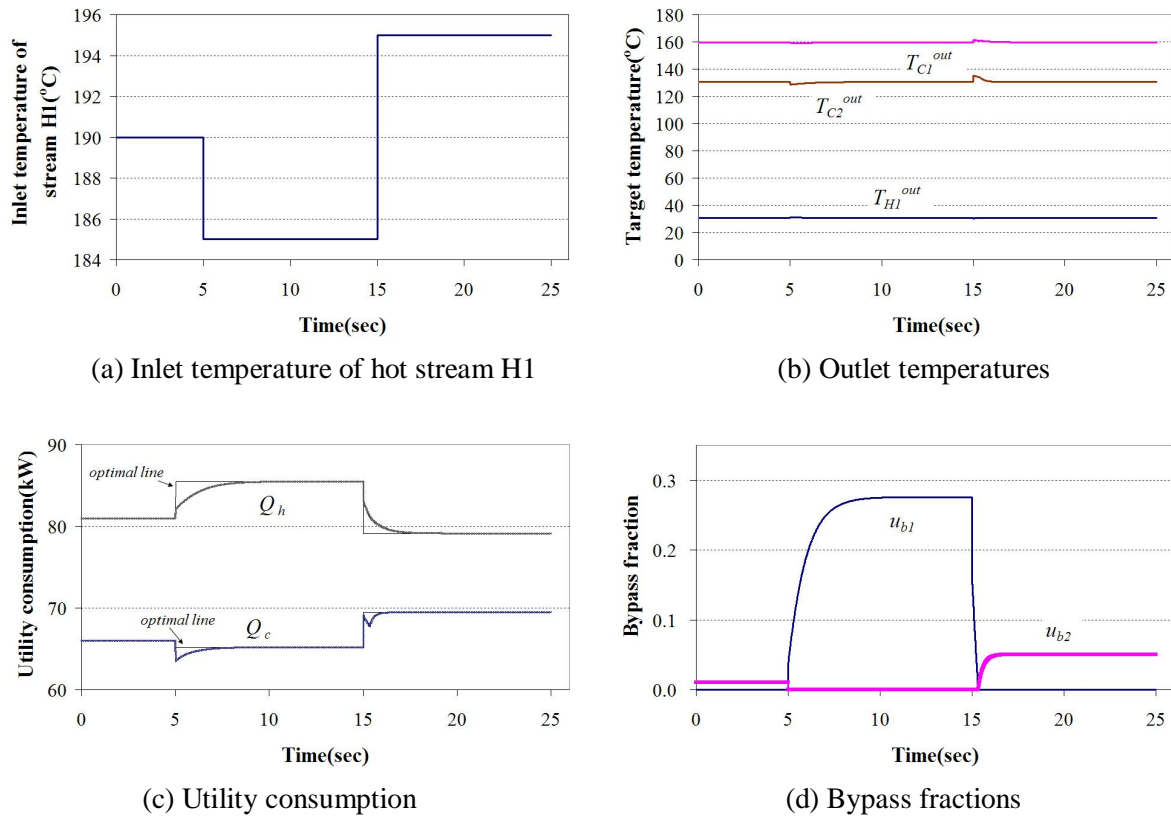 196
194
192
190
188
186
184
Inlet temperature of
stream H1(°C)
0 5 10 15 20 25
Time(sec)
(a) Inlet temperature of hot stream H1
180
160
140
120
100
80
60
40
20
0
Target temperature(°C)
T_C1^out
T_C2^out
T_H1^out
0 5 10 15 20 25
Time(sec)
(b) Outlet temperatures
90
80
70
60
Utility consumption(kW)
optimal line
Q_h
optimal line
Q_c
0 5 10 15 20 25
Time(sec)
(c) Utility consumption
0.3
0.2
0.1
0.0
Bypass fraction
u_b1
u_b2
0 5 10 15 20 25
Time(sec)
(d) Bypass fractions